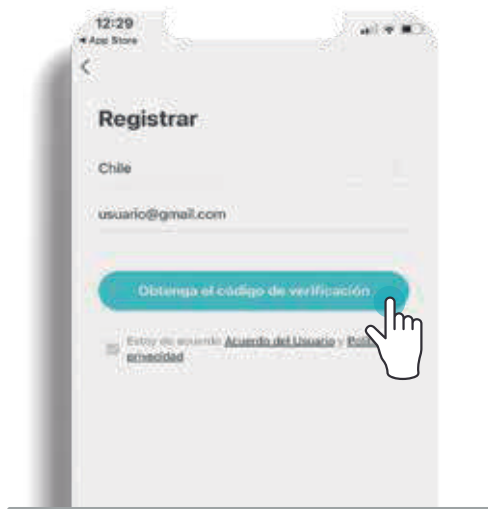 12:29
App Store
Registrar
Chile
usuario@gmail.com
Obtenga el código de verificación
Estoy de acuerdo Acuerdo del Usuario y
privacidad